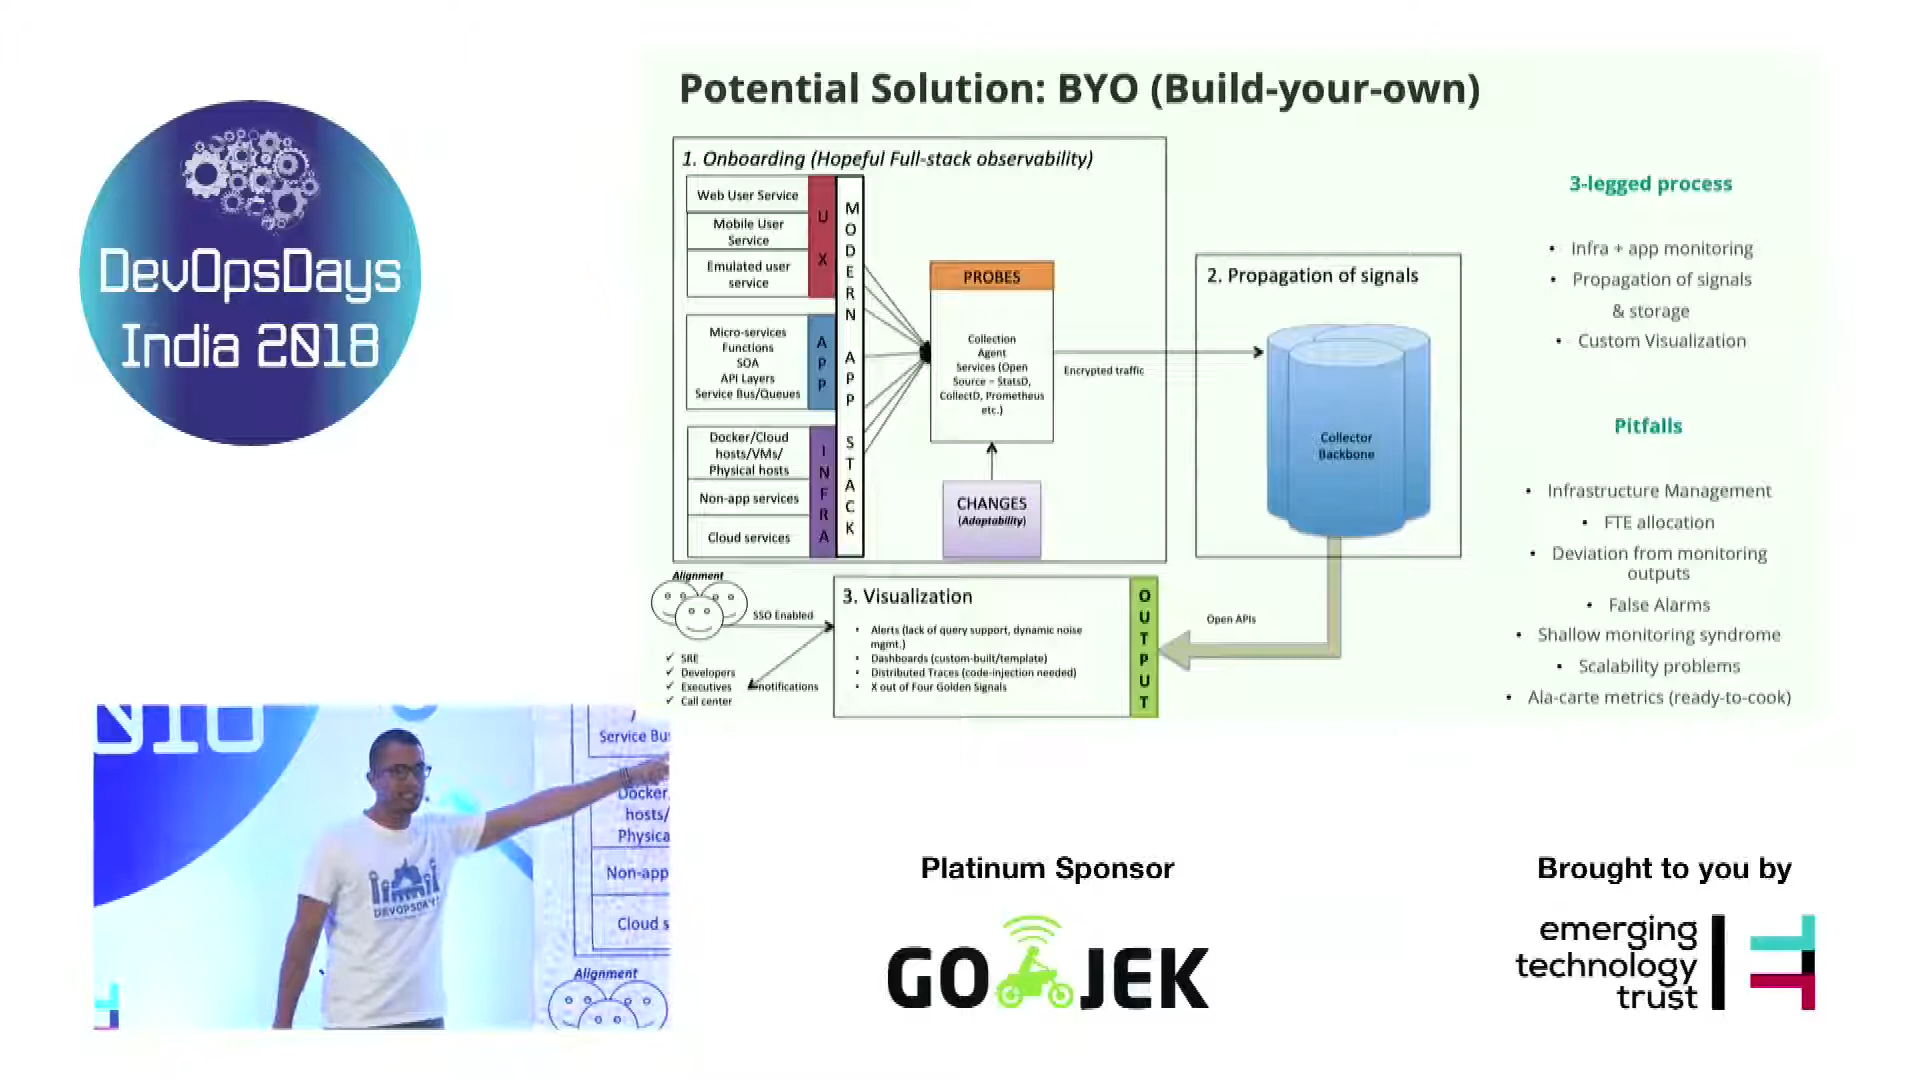 DevOpsDays
India 2018
Potential Solution: BYO (Build-your-own)
1. Onboarding (Hopeful Full-stack observability)
Web User Service
Mobile User
Service
Emulated user
service
U
X
Micro-services
Functions
SOA
API Layers
Service Bus/Queues
A
P
P
Docker/Cloud
hosts/VMs/
Physical hosts
Non-app services
Cloud services
I
N
F
R
A
M
O
D
E
R
N
A
P
P
S
T
A
C
K
PROBES
Collection
Agent
Services (Open
Source – StatsD,
CollectD, Prometheus
etc.)
CHANGES
(Adaptability)
Encrypted traffic
2. Propagation of signals
Collector
Backbone
Open APIs
Alignment
SSO Enabled
✓ SRE
✓ Developers
✓ Executives
✓ Call center
notifications
3. Visualization
• Alerts (lack of query support, dynamic noise
mgmt.)
• Dashboards (custom-built/template)
• Distributed Traces (code-injection needed)
• X out of Four Golden Signals
O
U
T
P
U
T
3-legged process
• Infra + app monitoring
• Propagation of signals
& storage
• Custom Visualization
Pitfalls
• Infrastructure Management
• FTE allocation
• Deviation from monitoring
outputs
• False Alarms
• Shallow monitoring syndrome
• Scalability problems
• Ala-carte metrics (ready-to-cook)
Service Bu
Docker
hosts/
Physica
Non-app
Cloud s
Alignment
DEVOPSDAYS
Platinum Sponsor
GO JEK
Brought to you by
emerging
technology
trust